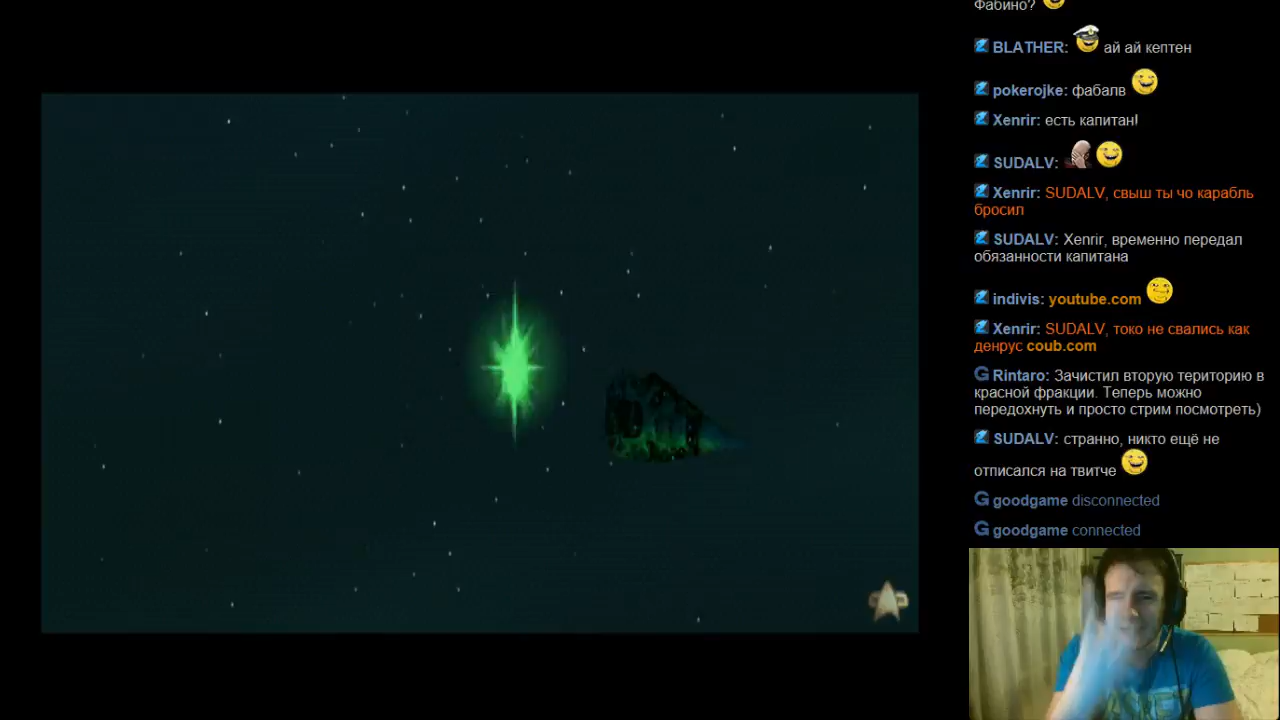 Фабино?
BLATHER: ай ай кептен
pokerojke: фабалв
Xenrir: есть капитан!
SUDALV:
Xenrir: SUDALV, свыш ты чо карабль
бросил
SUDALV: Xenrir, временно передал
обязанности капитана
indivis: youtube.com
Xenrir: SUDALV, токо не свались как
денрус coub.com
Rintaro: Зачистил вторую територию в
красной фракции. Теперь можно
передохнуть и просто стрим посмотреть)
SUDALV: странно, никто ещё не
отписался на твитче
goodgame disconnected
goodgame connected